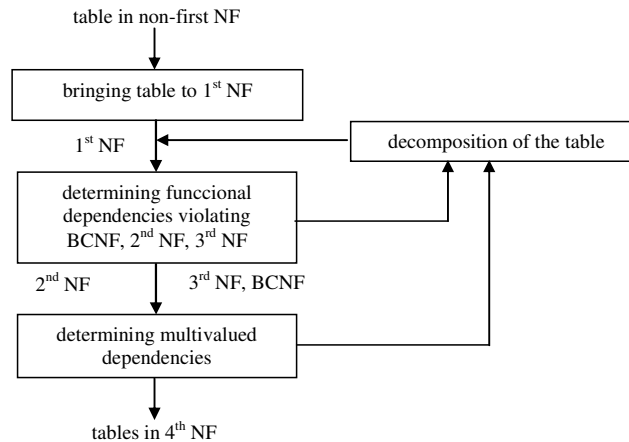 table in non-first NF
bringing table to 1st NF
1st NF
decomposition of the table
determining funccional
dependencies violating
BCNF, 2nd NF, 3rd NF
2nd NF
3rd NF, BCNF
determining multivalued
dependencies
tables in 4th NF